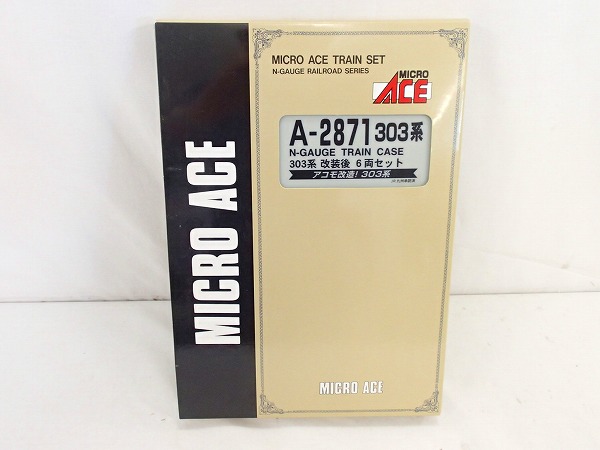 MICRO ACE
MICRO ACE TRAIN SET
N-GAUGE RAILROAD SERIES
MICRO
ACE
A-2871 303系
N-GAUGE TRAIN CASE
303系 改装後 6両セット
アコモ改造! 303系
MICRO ACE